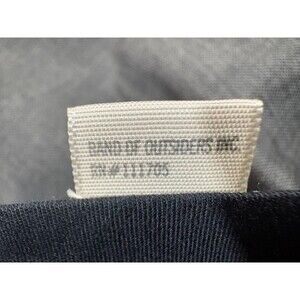 BAND OF OUTSIDERS INC.
RN# 111705